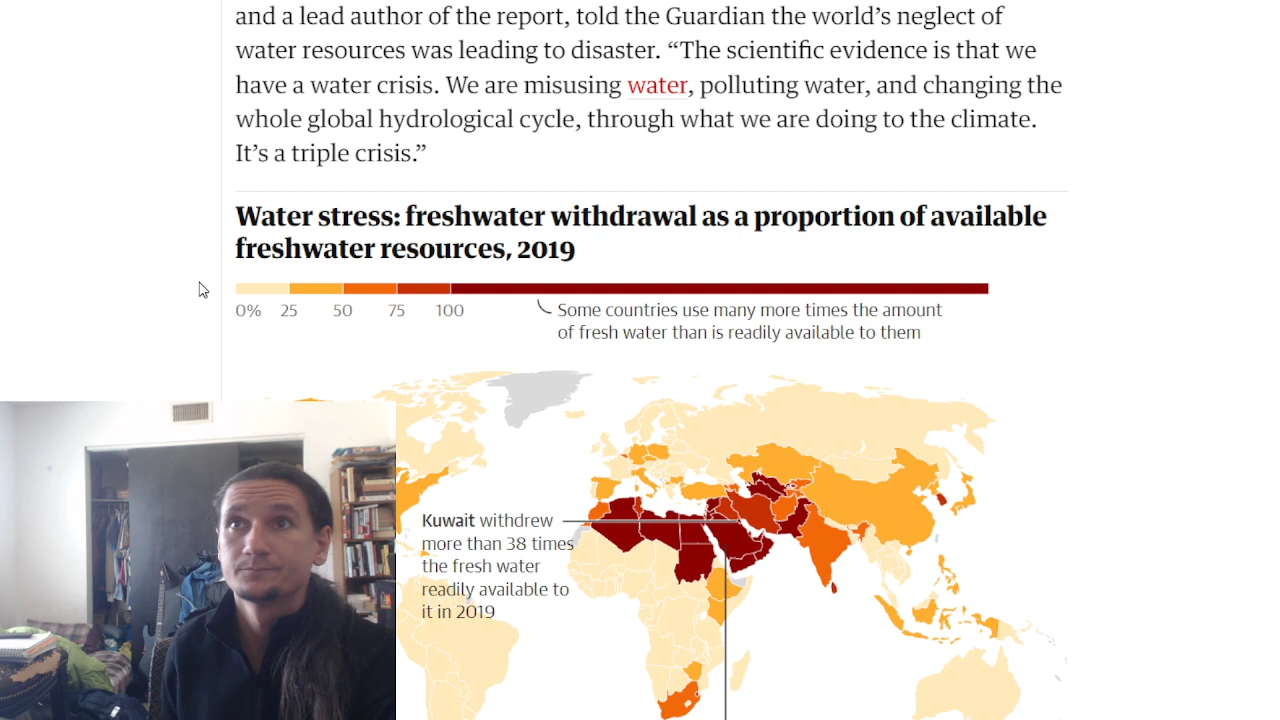 and a lead author of the report, told the Guardian the world’s neglect of
water resources was leading to disaster. “The scientific evidence is that we
have a water crisis. We are misusing water, polluting water, and changing the
whole global hydrological cycle, through what we are doing to the climate.
It’s a triple crisis.”
Water stress: freshwater withdrawal as a proportion of available
freshwater resources, 2019
0% 25 50 75 100
Some countries use many more times the amount
of fresh water than is readily available to them
Kuwait withdrew
more than 38 times
the fresh water
readily available to
it in 2019